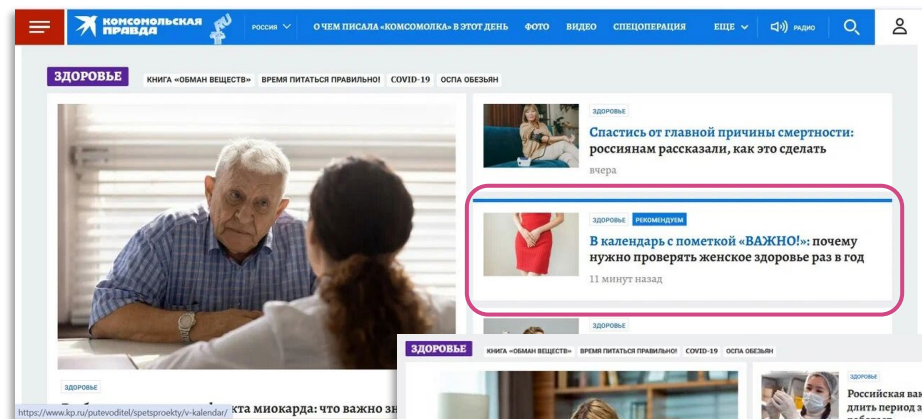 КОМСОМОЛЬСКАЯ
ПРАВДА
РОССИЯ
О ЧЕМ ПИСАЛА «КОМСОМОЛКА» В ЭТОТ ДЕНЬ
ФОТО
ВИДЕО
СПЕЦОПЕРАЦИЯ
ЕЩЕ
РАДИО
ЗДОРОВЬЕ
КНИГА «ОБМАН ВЕЩЕСТВ»
ВРЕМЯ ПИТАТЬСЯ ПРАВИЛЬНО!
COVID-19
ОСПА ОБЕЗЬЯН
ЗДОРОВЬЕ
Спастись от главной причины смертности:
россиянам рассказали, как это сделать
вчера
ЗДОРОВЬЕ РЕКОМЕНДУЕМ
В календарь с пометкой «ВАЖНО!»: почему
нужно проверять женское здоровье раз в год
11 минут назад
ЗДОРОВЬЕ
ЗДОРОВЬЕ
кта миокарда: что важно зн
https://www.kp.ru/putevoditel/spetsproekty/v-kalendar/
ЗДОРОВЬЕ
КНИГА «ОБМАН ВЕЩЕСТВ»
ВРЕМЯ ПИТАТЬСЯ ПРАВИЛЬНО!
COVID-19
ОСПА ОБЕЗЬЯН
ЗДОРОВЬЕ
Российская ва
длить период а